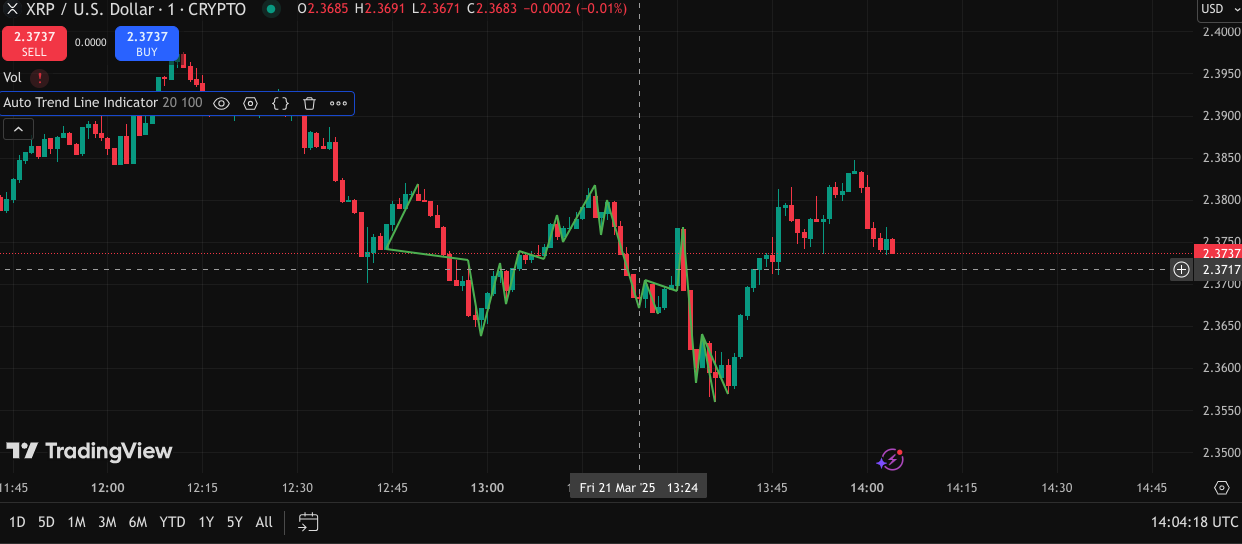 XRP / U.S. Dollar · 1 · CRYPTO O2.3685 H2.3691 L2.3671 C2.3683 −0.0002 (−0.01%)
USD
2.3737
SELL
0.0000
2.3737
BUY
Vol
Auto Trend Line Indicator 20 100
2.4000
2.3950
2.3900
2.3850
2.3800
2.3750
2.3737
2.3717
2.3700
2.3650
2.3600
2.3550
2.3500
TradingView
11:45 12:00 12:15 12:30 12:45 13:00 Fri 21 Mar '25 13:24 13:45 14:00 14:15 14:30 14:45
1D 5D 1M 3M 6M YTD 1Y 5Y All
14:04:18 UTC